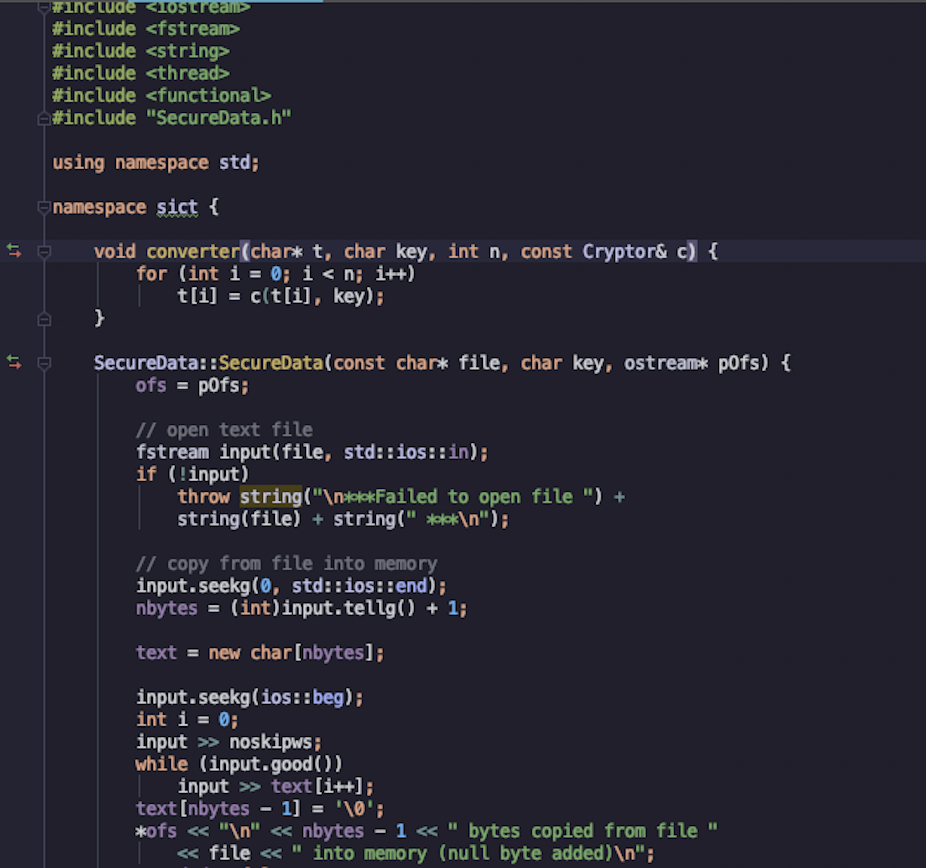 #include <iostream>
#include <fstream>
#include <string>
#include <thread>
#include <functional>
#include "SecureData.h"

using namespace std;

namespace sict {

    void converter(char* t, char key, int n, const Cryptor& c) {
        for (int i = 0; i < n; i++)
            t[i] = c(t[i], key);
    }

    SecureData::SecureData(const char* file, char key, ostream* pOfs) {
        ofs = pOfs;

        // open text file
        fstream input(file, std::ios::in);
        if (!input)
            throw string("\n***Failed to open file ") +
            string(file) + string(" ***\n");

        // copy from file into memory
        input.seekg(0, std::ios::end);
        nbytes = (int)input.tellg() + 1;

        text = new char[nbytes];

        input.seekg(ios::beg);
        int i = 0;
        input >> noskipws;
        while (input.good())
            input >> text[i++];
        text[nbytes - 1] = '\0';
        *ofs << "\n" << nbytes - 1 << " bytes copied from file "
            << file << " into memory (null byte added)\n";